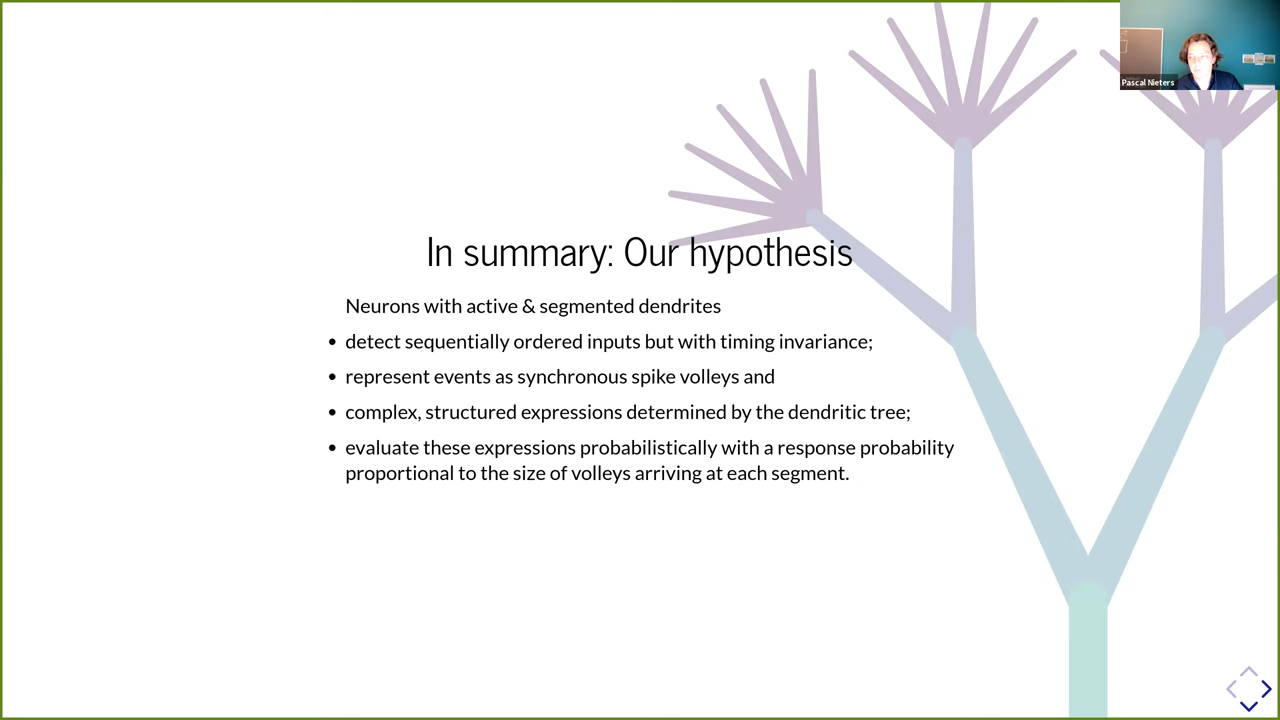 Pascal Nieters
In summary: Our hypothesis
Neurons with active & segmented dendrites
• detect sequentially ordered inputs but with timing invariance;
• represent events as synchronous spike volleys and
• complex, structured expressions determined by the dendritic tree;
• evaluate these expressions probabilistically with a response probability
proportional to the size of volleys arriving at each segment.